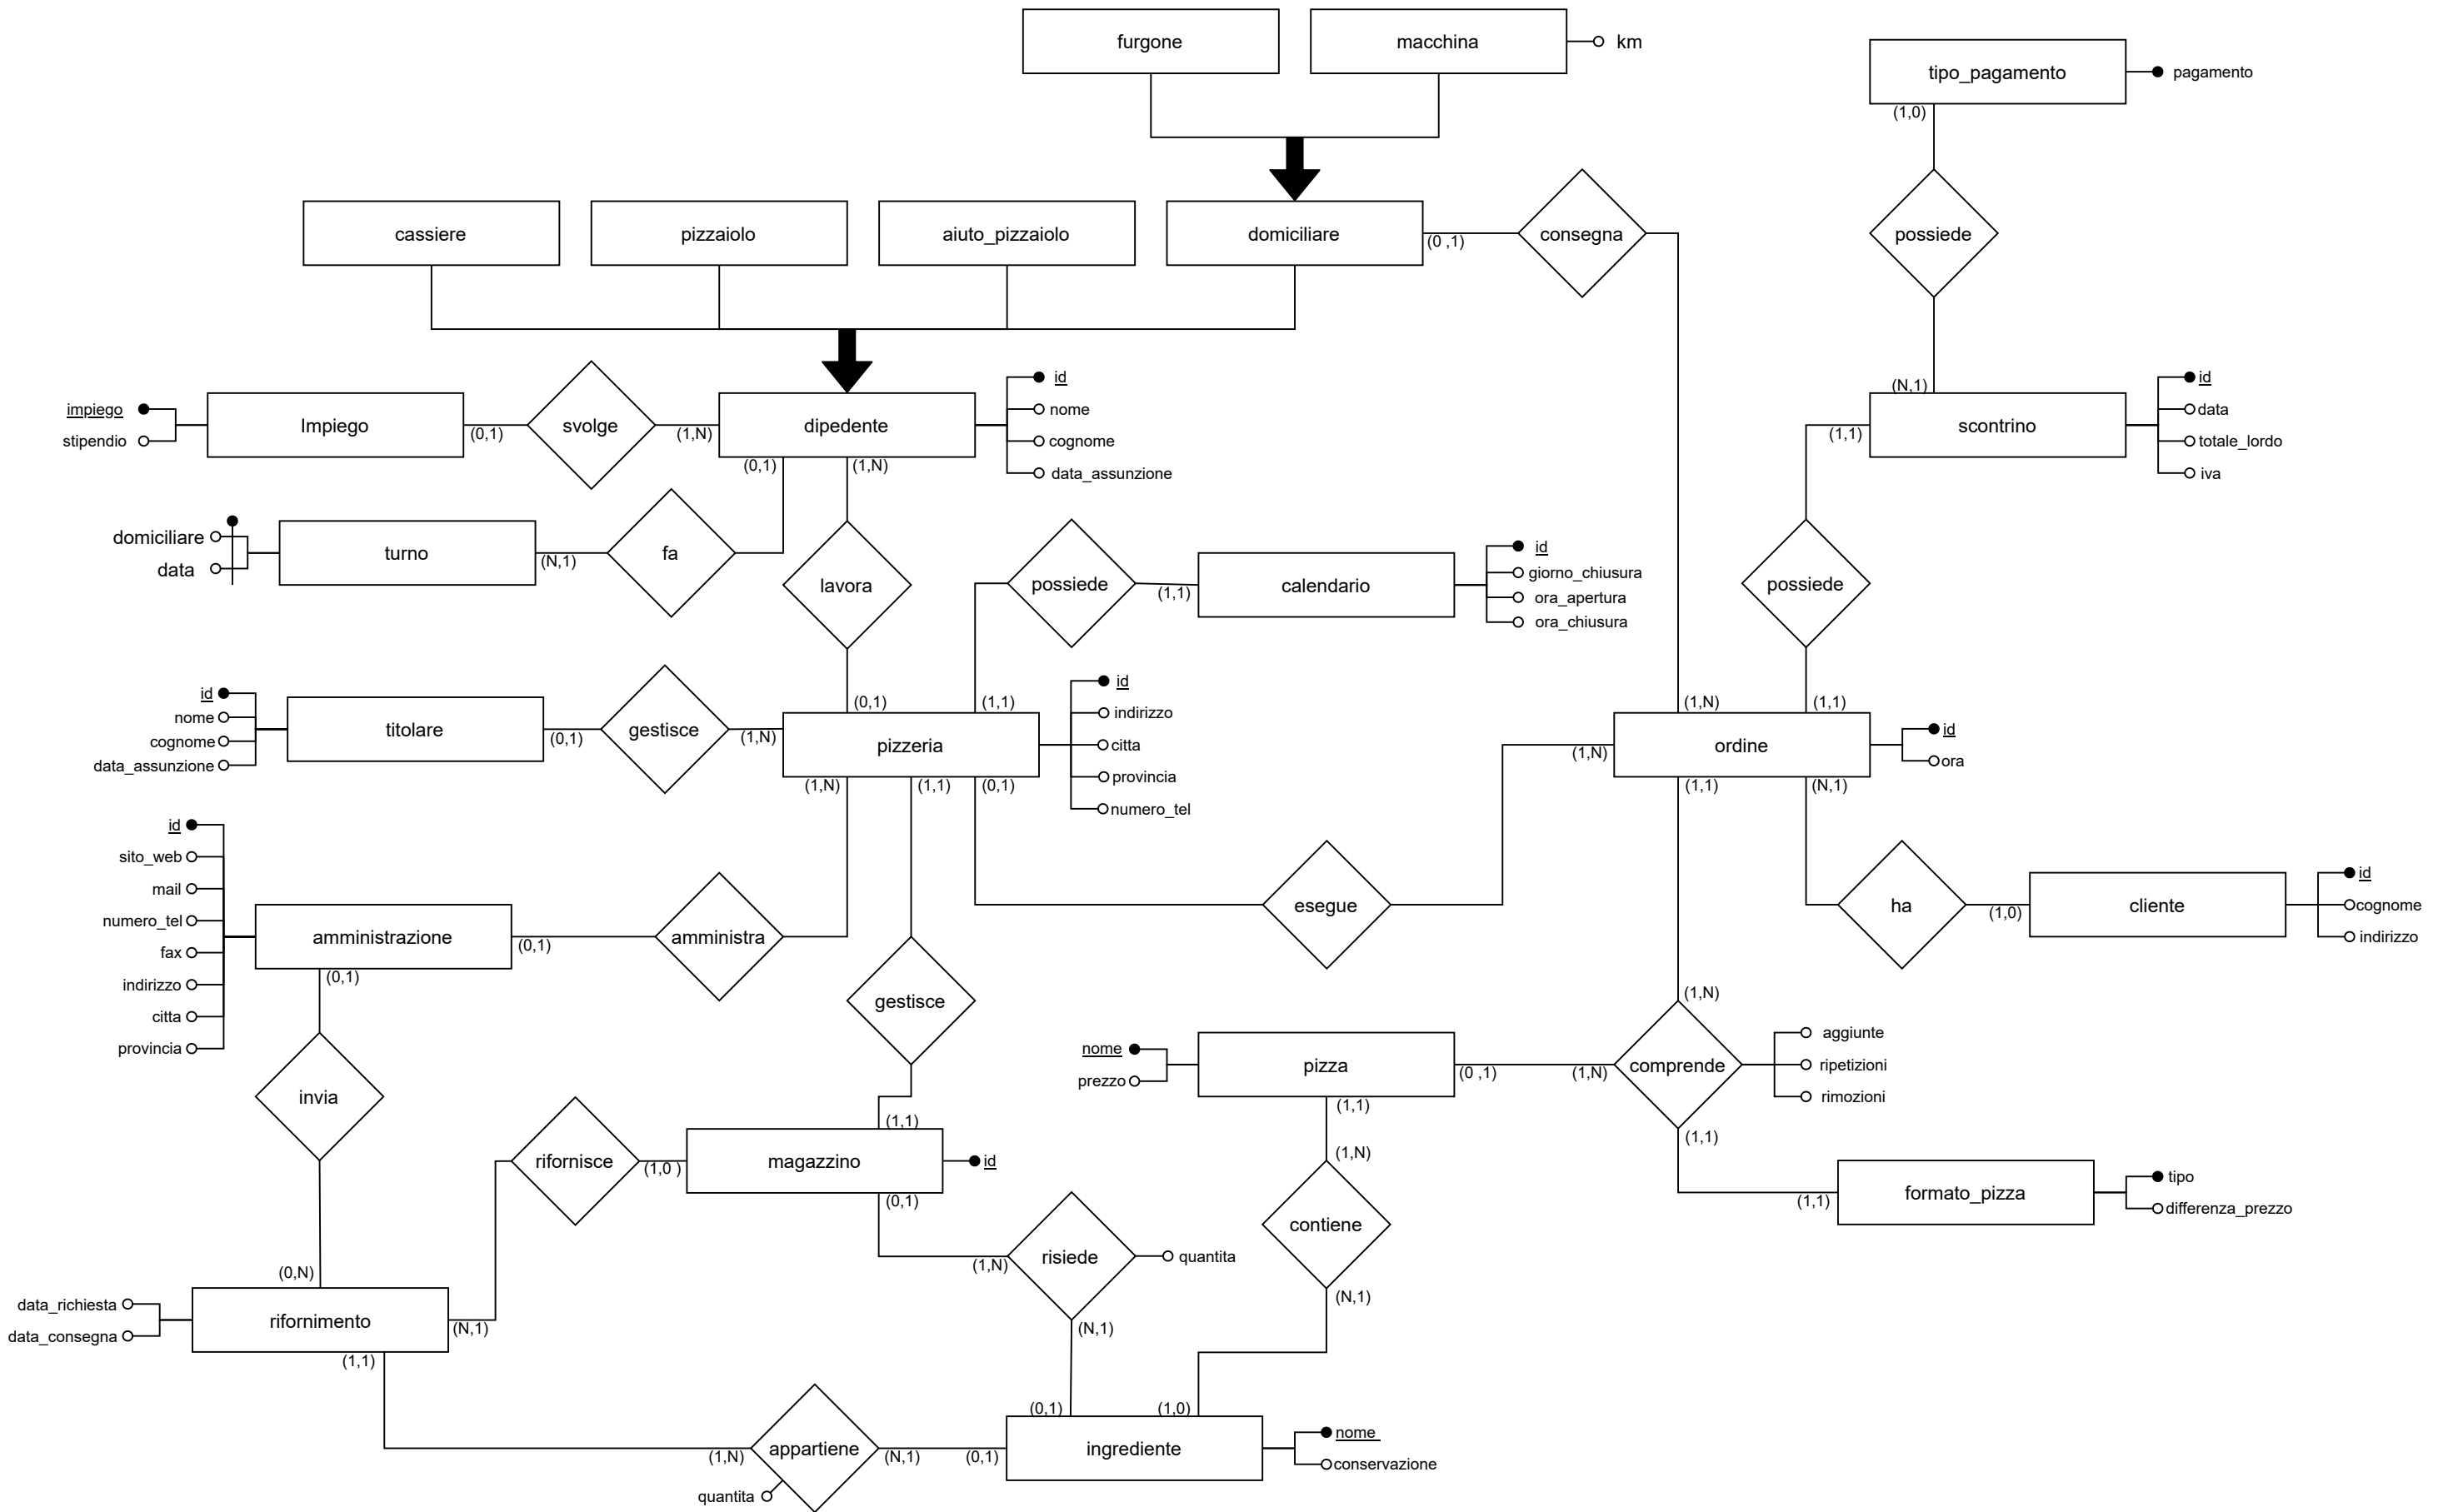 furgone
macchina
km
tipo_pagamento
pagamento
(1,0)
cassiere
pizzaiolo
aiuto_pizzaiolo
domiciliare
(0 ,1)
consegna
possiede
impiego
stipendio
Impiego
(0,1)
svolge
(1,N)
dipedente
(0,1)
(1,N)
id
nome
cognome
data_assunzione
(N,1)
scontrino
(1,1)
id
data
totale_lordo
iva
domiciliare
data
turno
(N,1)
fa
lavora
possiede
(1,1)
calendario
id
giorno_chiusura
ora_apertura
ora_chiusura
possiede
id
nome
cognome
data_assunzione
titolare
(0,1)
gestisce
(1,N)
(0,1)
(1,1)
pizzeria
(1,N)
(1,1)
(0,1)
id
indirizzo
citta
provincia
numero_tel
(1,N)
(1,1)
(1,N)
ordine
(1,1)
(N,1)
id
ora
id
sito_web
mail
numero_tel
fax
indirizzo
citta
provincia
amministrazione
(0,1)
(0,1)
amministra
esegue
ha
(1,0)
cliente
id
cognome
indirizzo
gestisce
invia
nome
prezzo
pizza
(0 ,1)
(1,1)
(1,N)
(1,N)
comprende
(1,1)
aggiunte
ripetizioni
rimozioni
rifornisce
(1,0 )
(1,1)
magazzino
(0,1)
id
(1,N)
contiene
(N,1)
(1,1)
formato_pizza
tipo
differenza_prezzo
(1,N)
risiede
quantita
(N,1)
(0,N)
data_richiesta
data_consegna
rifornimento
(N,1)
(1,1)
(1,N)
appartiene
(N,1)
quantita
(0,1)
(0,1)
(1,0)
ingrediente
nome
conservazione